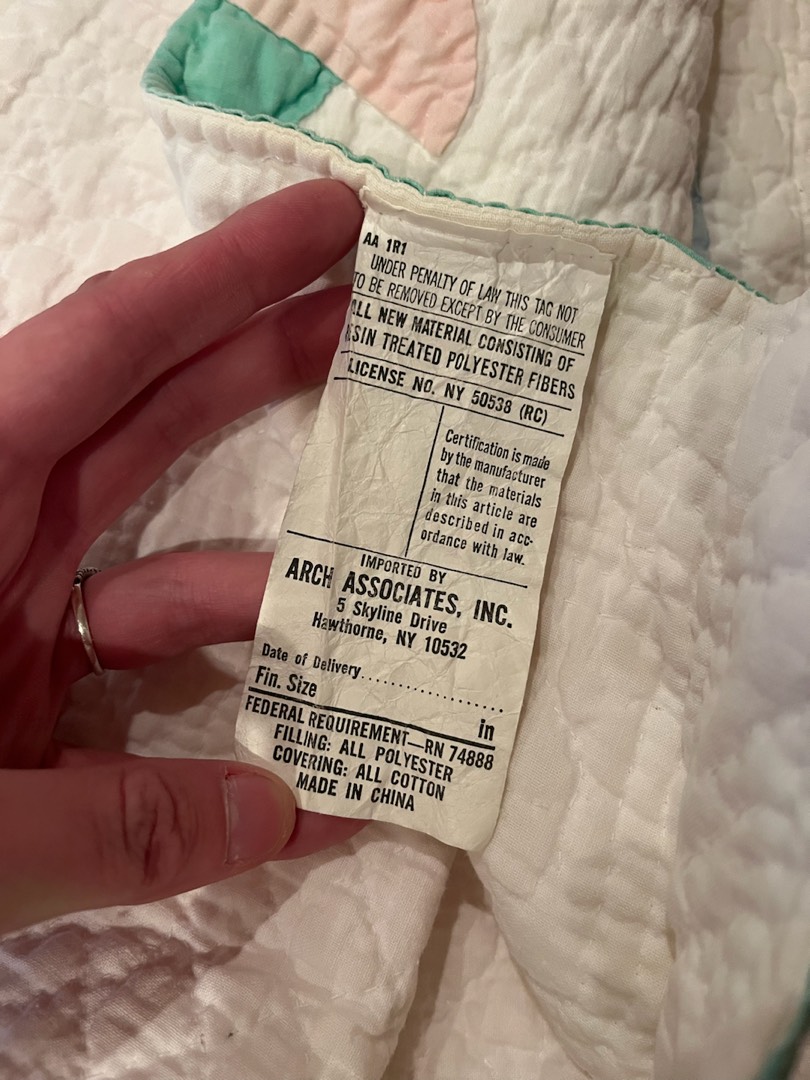 AA 1R1
UNDER PENALTY OF LAW THIS TAG NOT
TO BE REMOVED EXCEPT BY THE CONSUMER
ALL NEW MATERIAL CONSISTING OF
RESIN TREATED POLYESTER FIBERS
LICENSE NO. NY 50538 (RC)
Certification is made
by the manufacturer
that the materials
in this article are
described in acc-
ordance with law.
IMPORTED BY
ARCH ASSOCIATES, INC.
5 Skyline Drive
Hawthorne, NY 10532
Date of Delivery....................
Fin. Size in
FEDERAL REQUIREMENT—RN 74888
FILLING: ALL POLYESTER
COVERING: ALL COTTON
MADE IN CHINA